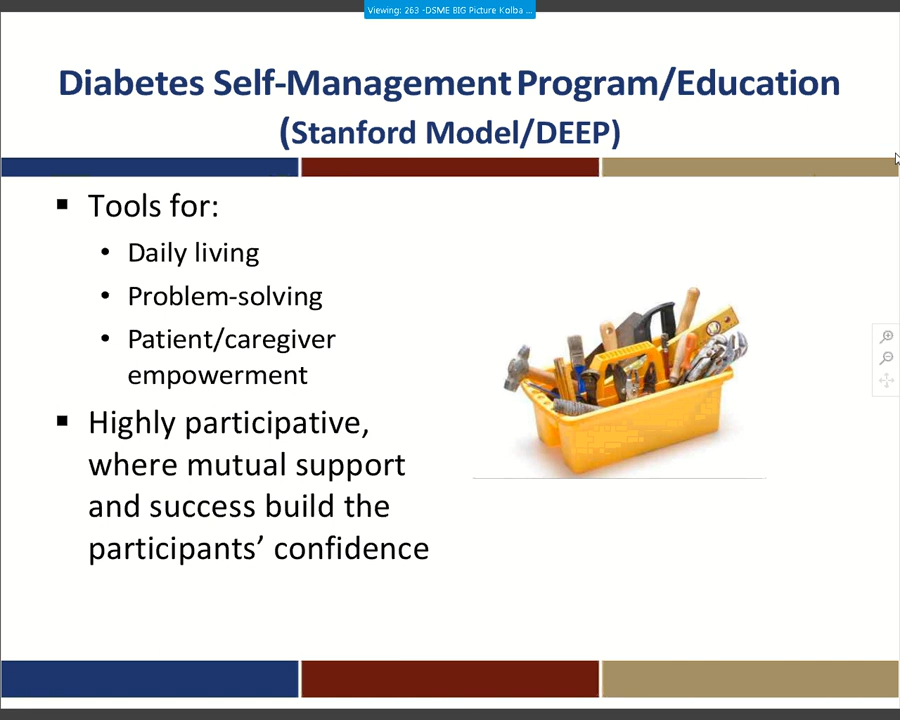 Viewing: 263 -DSME BIG Picture Kolba ...
Diabetes Self-Management Program/Education
(Stanford Model/DEEP)
▪ Tools for:
• Daily living
• Problem-solving
• Patient/caregiver
empowerment
▪ Highly participative,
where mutual support
and success build the
participants’ confidence